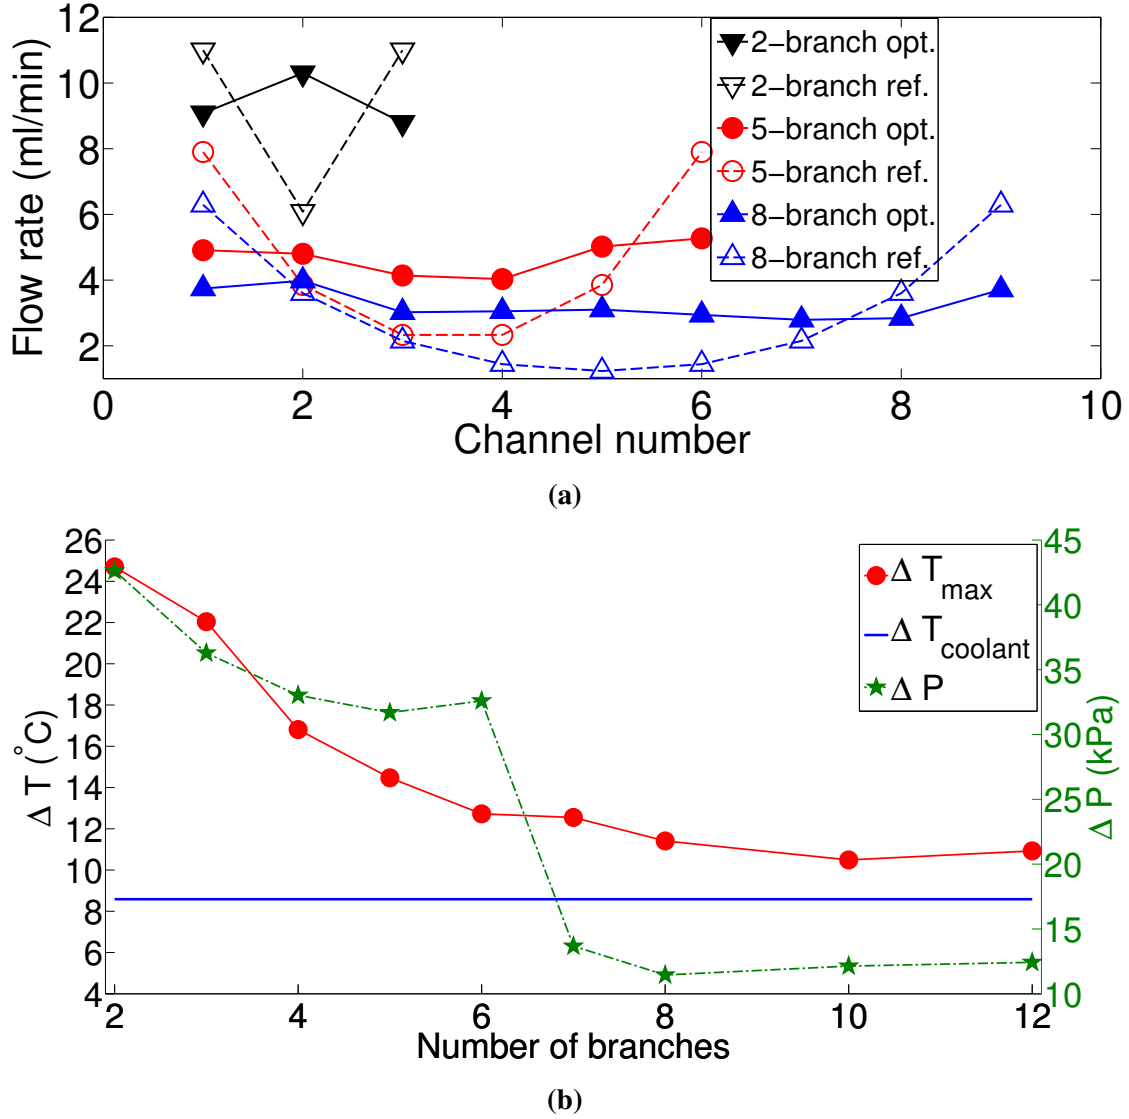 12
10
8
6
4
2
Flow rate (ml/min)
2−branch opt.
2−branch ref.
5−branch opt.
5−branch ref.
8−branch opt.
8−branch ref.
0 2 4 6 8 10
Channel number
(a)
26
24
22
20
18
16
14
12
10
8
6
4
Δ T (°C)
Δ Tmax
Δ Tcoolant
Δ P
45
40
35
30
25
20
15
10
Δ P (kPa)
2 4 6 8 10 12
Number of branches
(b)